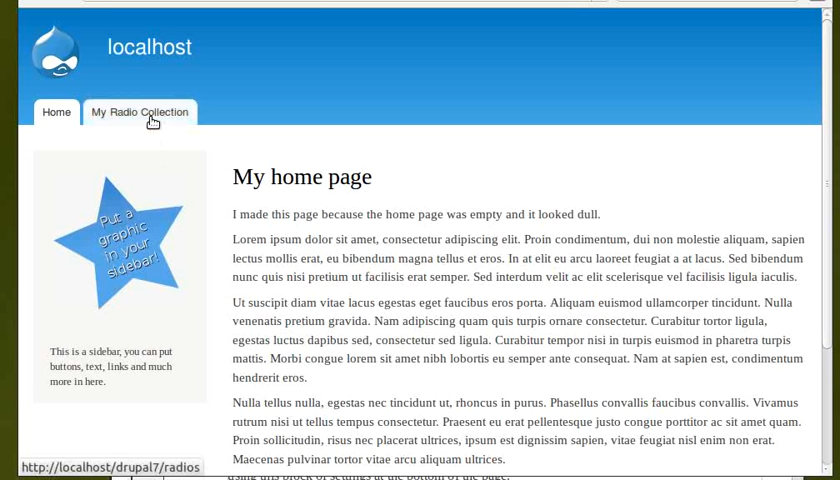 localhost
Home
My Radio Collection
Put a
graphic
in your
sidebar!
This is a sidebar, you can put
buttons, text, links and much
more in here.
My home page
I made this page because the home page was empty and it looked dull.
Lorem ipsum dolor sit amet, consectetur adipiscing elit. Proin condimentum, dui non molestie aliquam, sapien
lectus mollis erat, eu bibendum magna tellus et eros. In at elit eu arcu laoreet feugiat a at lacus. Sed bibendum
nunc quis nisi pretium ut facilisis erat semper. Sed interdum velit ac elit scelerisque vel facilisis ligula iaculis.
Ut suscipit diam vitae lacus egestas eget faucibus eros porta. Aliquam euismod ullamcorper tincidunt. Nulla
venenatis pretium gravida. Nam adipiscing quam quis turpis ornare consectetur. Curabitur tortor ligula,
egestas luctus dapibus sed, consectetur sed ligula. Curabitur tempor nisi in turpis euismod in pharetra turpis
mattis. Morbi congue lorem sit amet nibh lobortis eu semper ante consequat. Nam at sapien est, condimentum
hendrerit eros.
Nulla tellus nulla, egestas nec tincidunt ut, rhoncus in purus. Phasellus convallis faucibus convallis. Vivamus
rutrum nisi ut tellus tempus consectetur. Praesent eu erat pellentesque justo congue porttitor ac sit amet quam.
Proin sollicitudin, risus nec placerat ultrices, ipsum est dignissim sapien, vitae feugiat nisl enim non erat.
Maecenas pulvinar tortor vitae arcu aliquam ultrices.
http://localhost/drupal7/radios
using this block of settings at the bottom of the page.